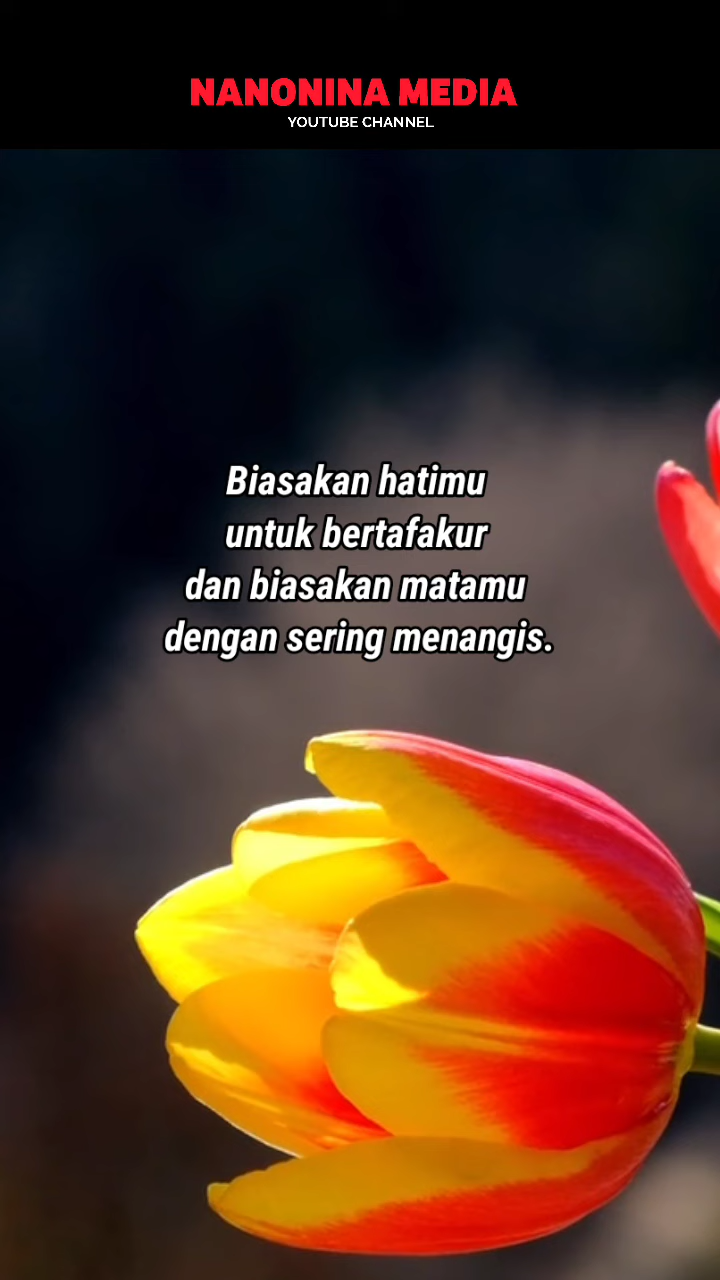 NANONINA MEDIA
YOUTUBE CHANNEL
Biasakan hatimu
untuk bertafakur
dan biasakan matamu
dengan sering menangis.